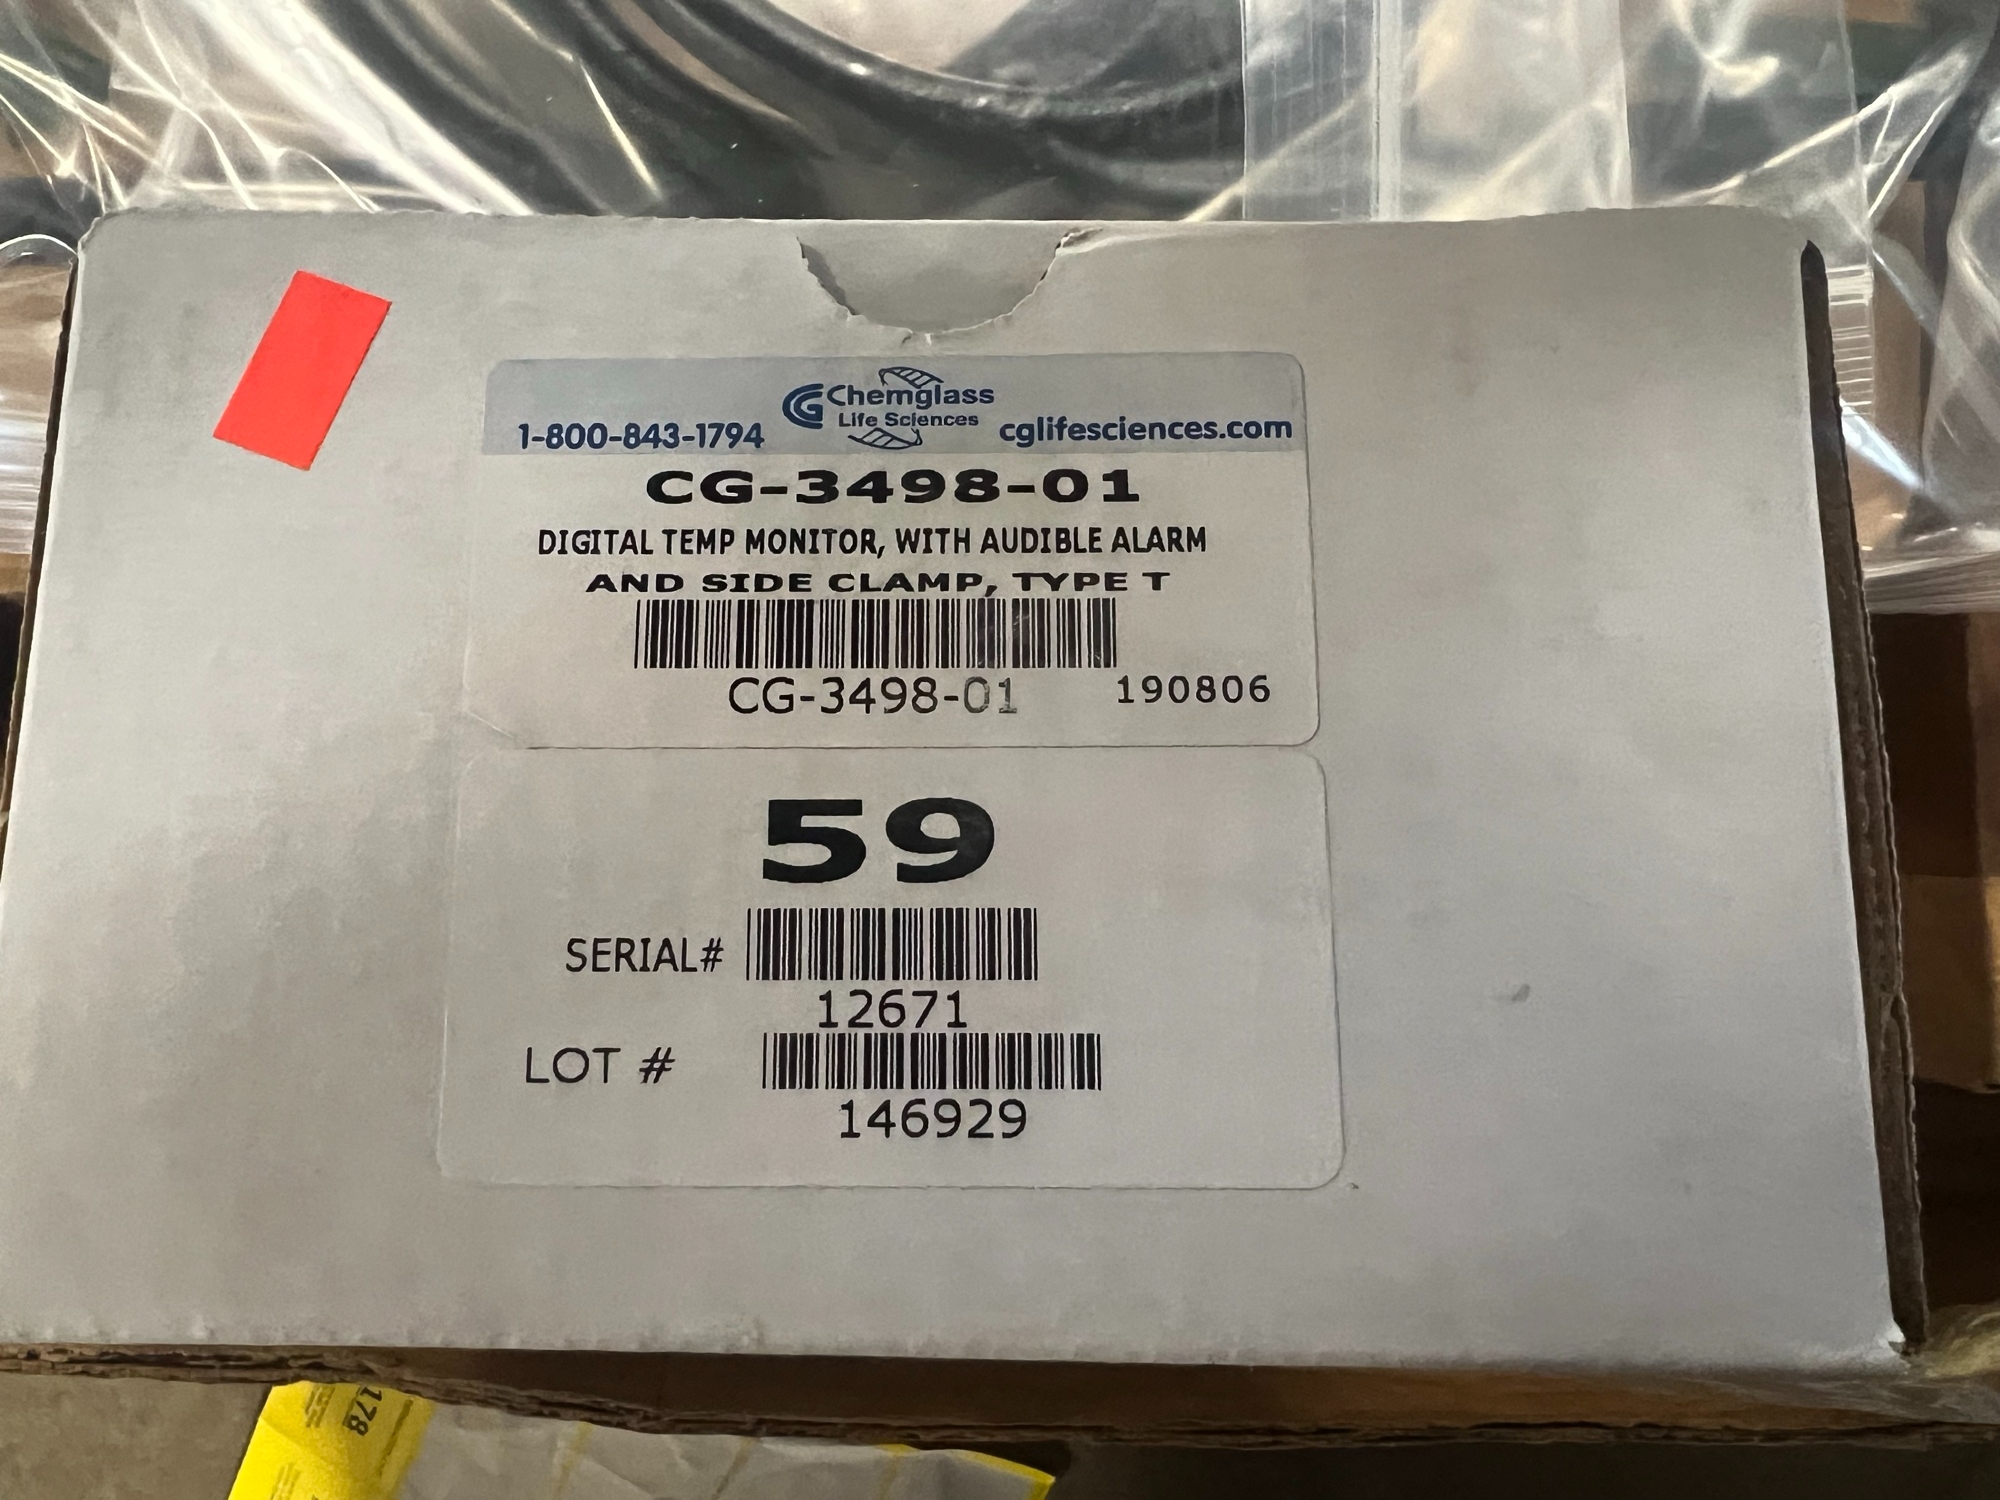 Chemglass
Life Sciences
1-800-843-1794
cglifesciences.com
CG-3498-01
DIGITAL TEMP MONITOR, WITH AUDIBLE ALARM
AND SIDE CLAMP, TYPE T
CG-3498-01
190806
59
SERIAL#
12671
LOT #
146929
178